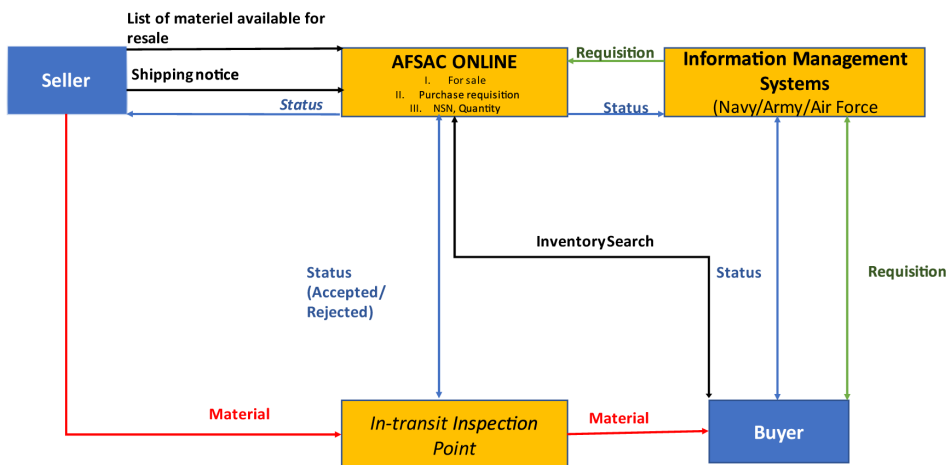 List of materiel available for
resale
Seller
Shipping notice
Status
AFSAC ONLINE
I. For sale
II. Purchase requisition
III. NSN, Quantity
Requisition
Status
Information Management
Systems
(Navy/Army/Air Force
Inventory Search
Status
(Accepted/
Rejected)
Status
Requisition
Material
In-transit Inspection
Point
Material
Buyer